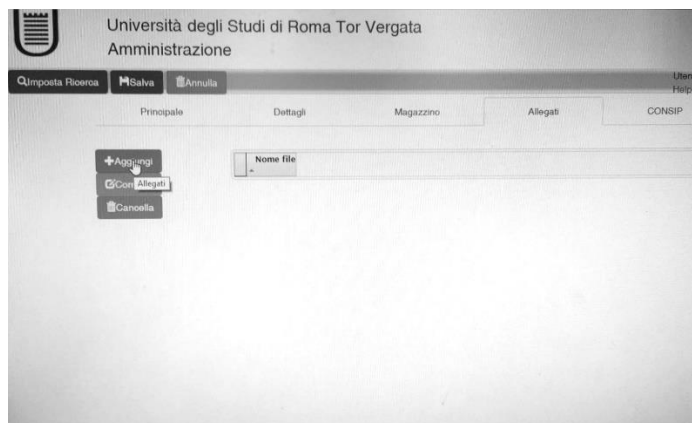 Università degli Studi di Roma Tor Vergata
Amministrazione
Imposta Ricerca Salva Annulla
Principale Dettagli Magazzino Allegati CONSIP
Aggiungi Nome file
Allegati
Cancella